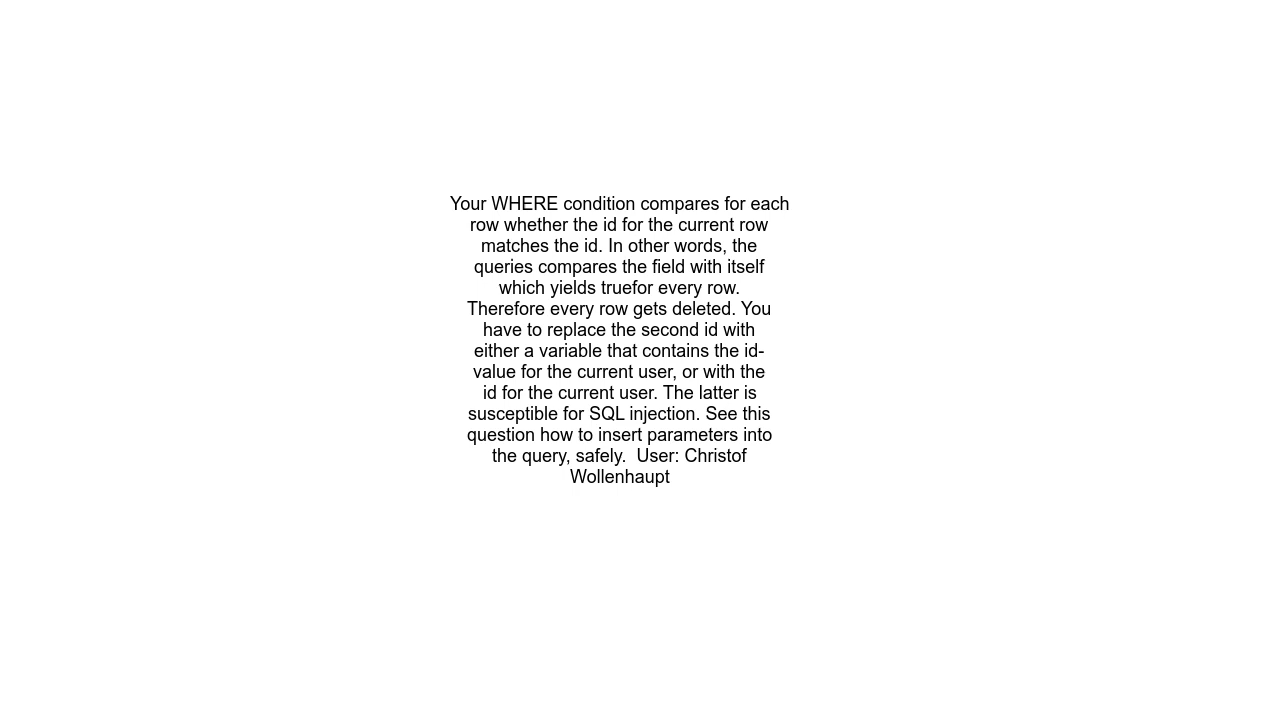 Your WHERE condition compares for each
row whether the id for the current row
matches the id. In other words, the
queries compares the field with itself
which yields truefor every row.
Therefore every row gets deleted. You
have to replace the second id with
either a variable that contains the id-
value for the current user, or with the
id for the current user. The latter is
susceptible for SQL injection. See this
question how to insert parameters into
the query, safely.  User: Christof
Wollenhaupt